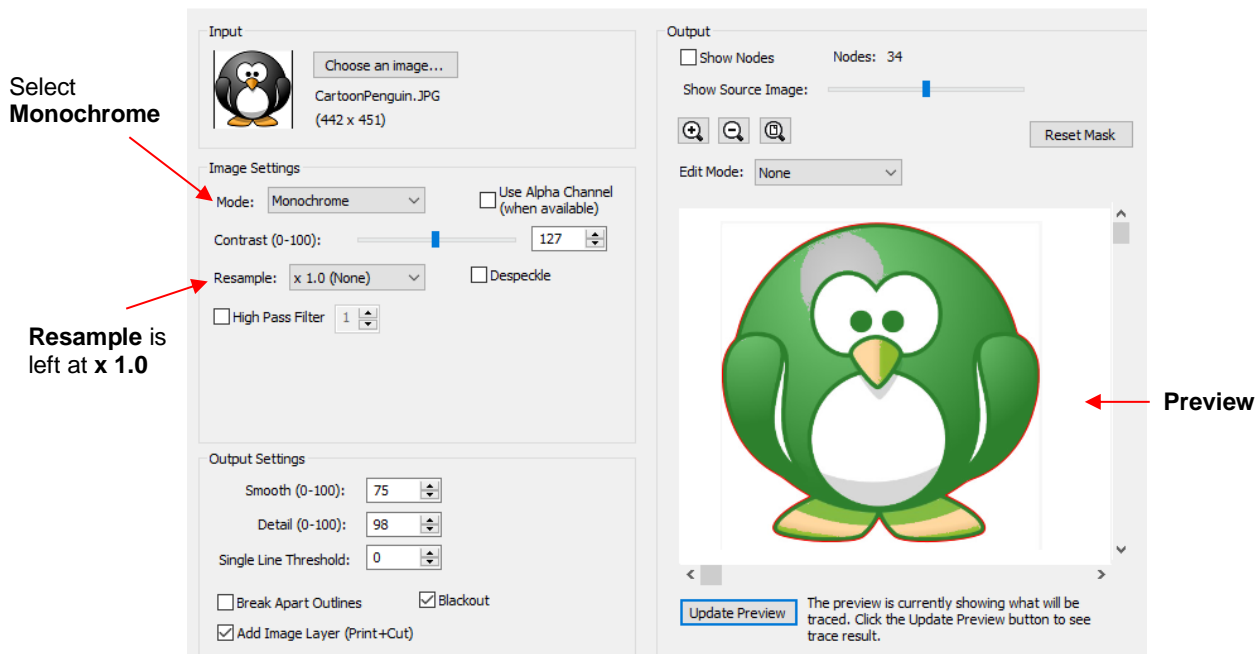 Select
Monochrome
Resample is
left at x 1.0
Input
Choose an image...
CartoonPenguin.JPG
(442 x 451)
Image Settings
Mode: Monochrome
Use Alpha Channel
(when available)
Contrast (0-100): 127
Resample: x 1.0 (None)
Despeckle
High Pass Filter 1
Output Settings
Smooth (0-100): 75
Detail (0-100): 98
Single Line Threshold: 0
Break Apart Outlines
Blackout
Add Image Layer (Print+Cut)
Output
Show Nodes
Nodes: 34
Show Source Image:
Reset Mask
Edit Mode: None
Update Preview
The preview is currently showing what will be
traced. Click the Update Preview button to see
trace result.
Preview